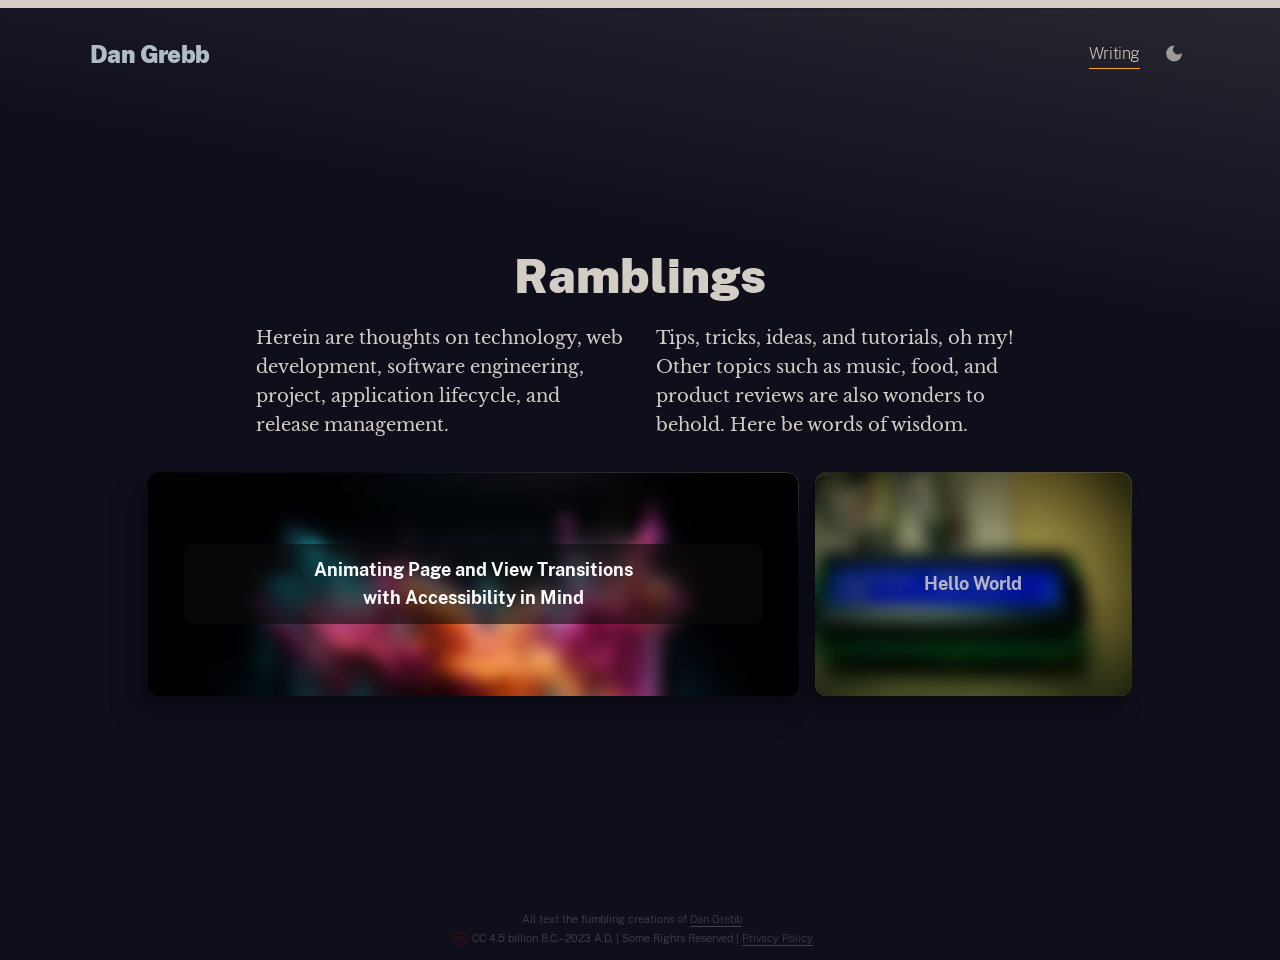 Dan Grebb
Writing
Ramblings
Herein are thoughts on technology, web
development, software engineering,
project, application lifecycle, and
release management.
Tips, tricks, ideas, and tutorials, oh my!
Other topics such as music, food, and
product reviews are also wonders to
behold. Here be words of wisdom.
Animating Page and View Transitions
with Accessibility in Mind
Hello World
All text the fumbling creations of Dan Grebb
CC 4.5 billion B.C.–2023 A.D. | Some Rights Reserved | Privacy Policy